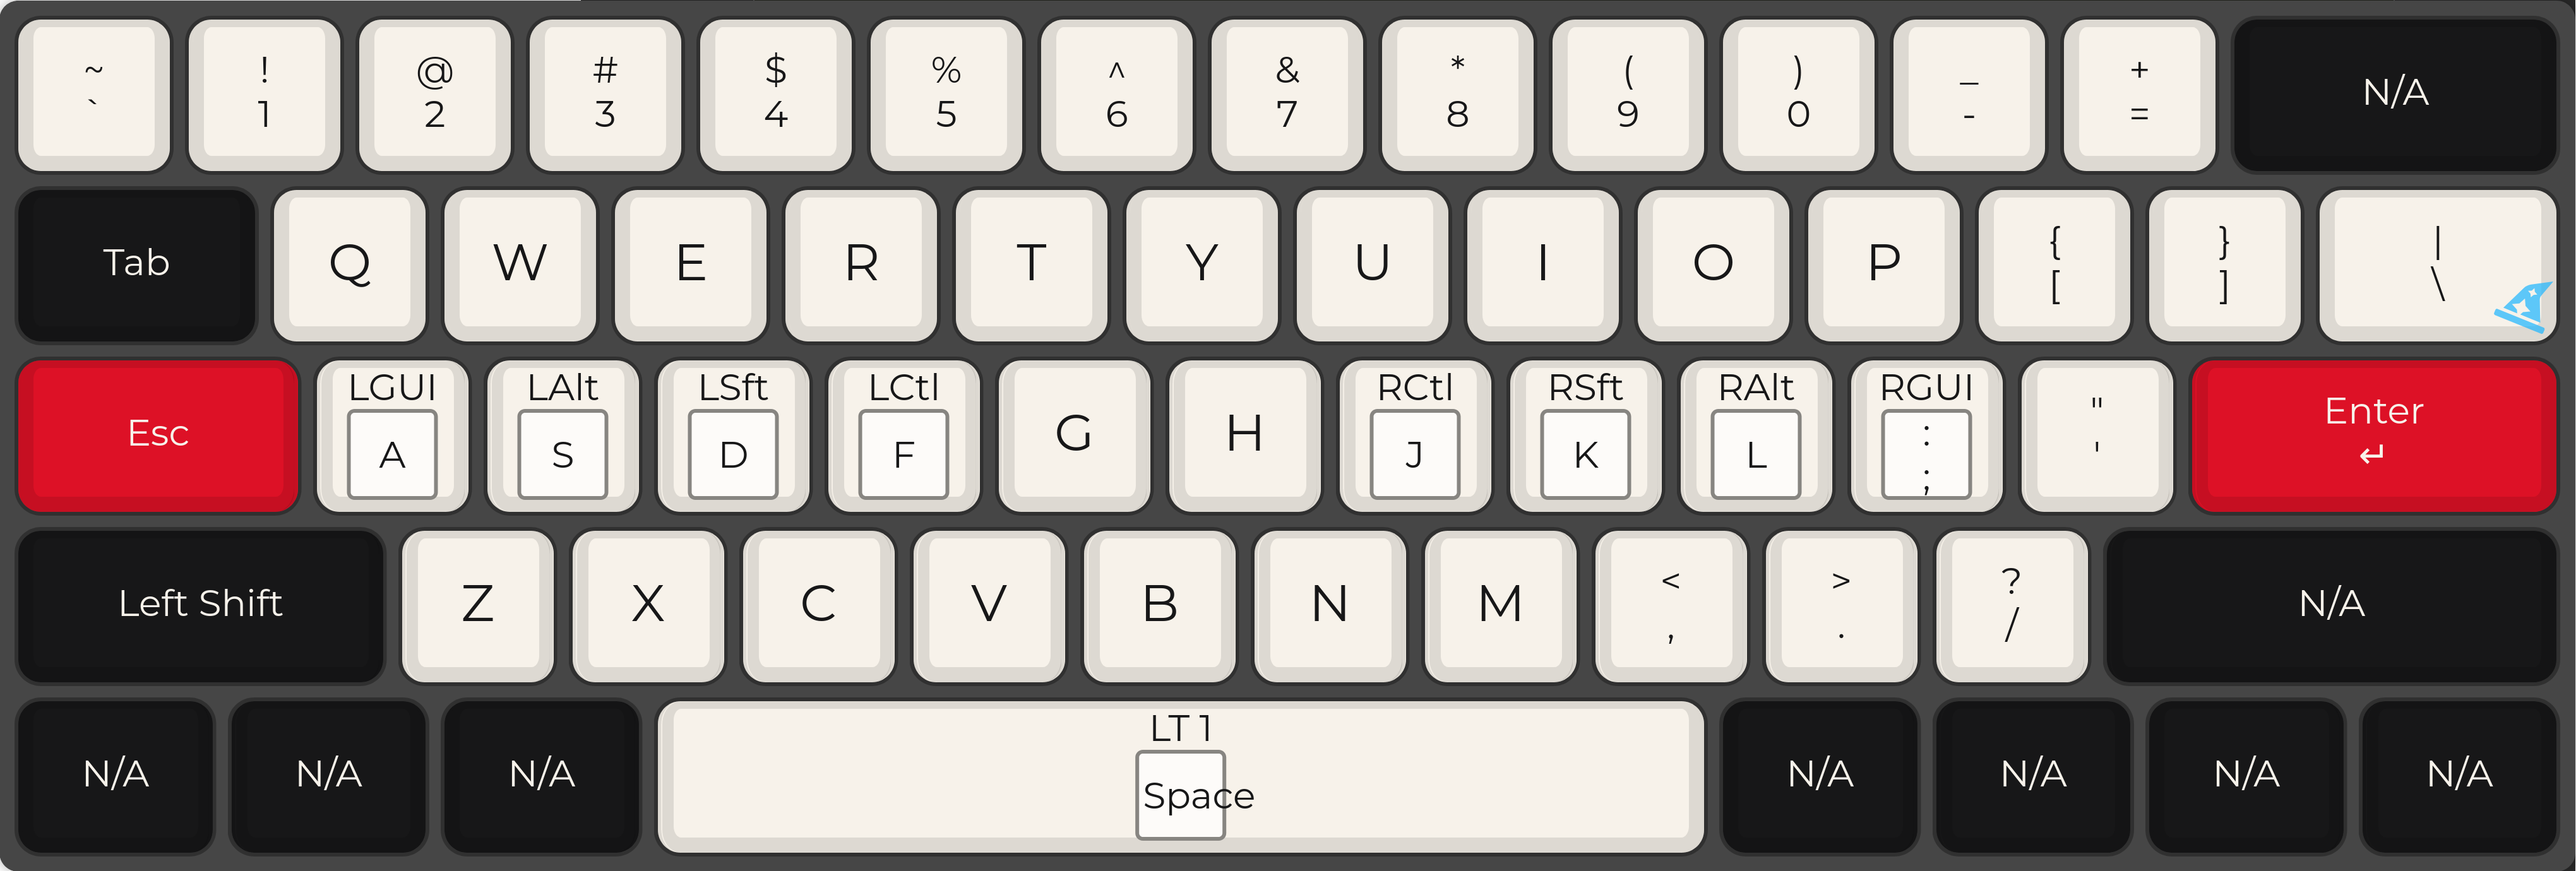 ~ ! @ # $ % ^ & * ( ) _ +
` 1 2 3 4 5 6 7 8 9 0 - = N/A
Tab Q W E R T Y U I O P { } |
[ ] \
LGUI LAlt LSft LCtl RCtl RSft RAlt RGUI " Enter
Esc A S D F G H J K L : ; ' ↵
Left Shift Z X C V B N M < > ? N/A
, . /
LT 1
N/A N/A N/A Space N/A N/A N/A N/A